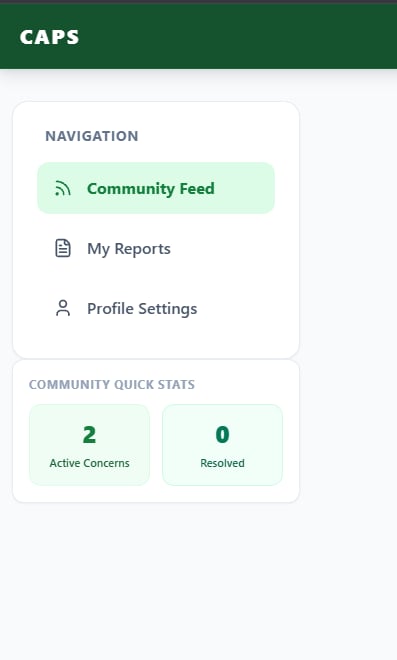 CAPS
NAVIGATION
Community Feed
My Reports
Profile Settings
COMMUNITY QUICK STATS
2 0
Active Concerns Resolved